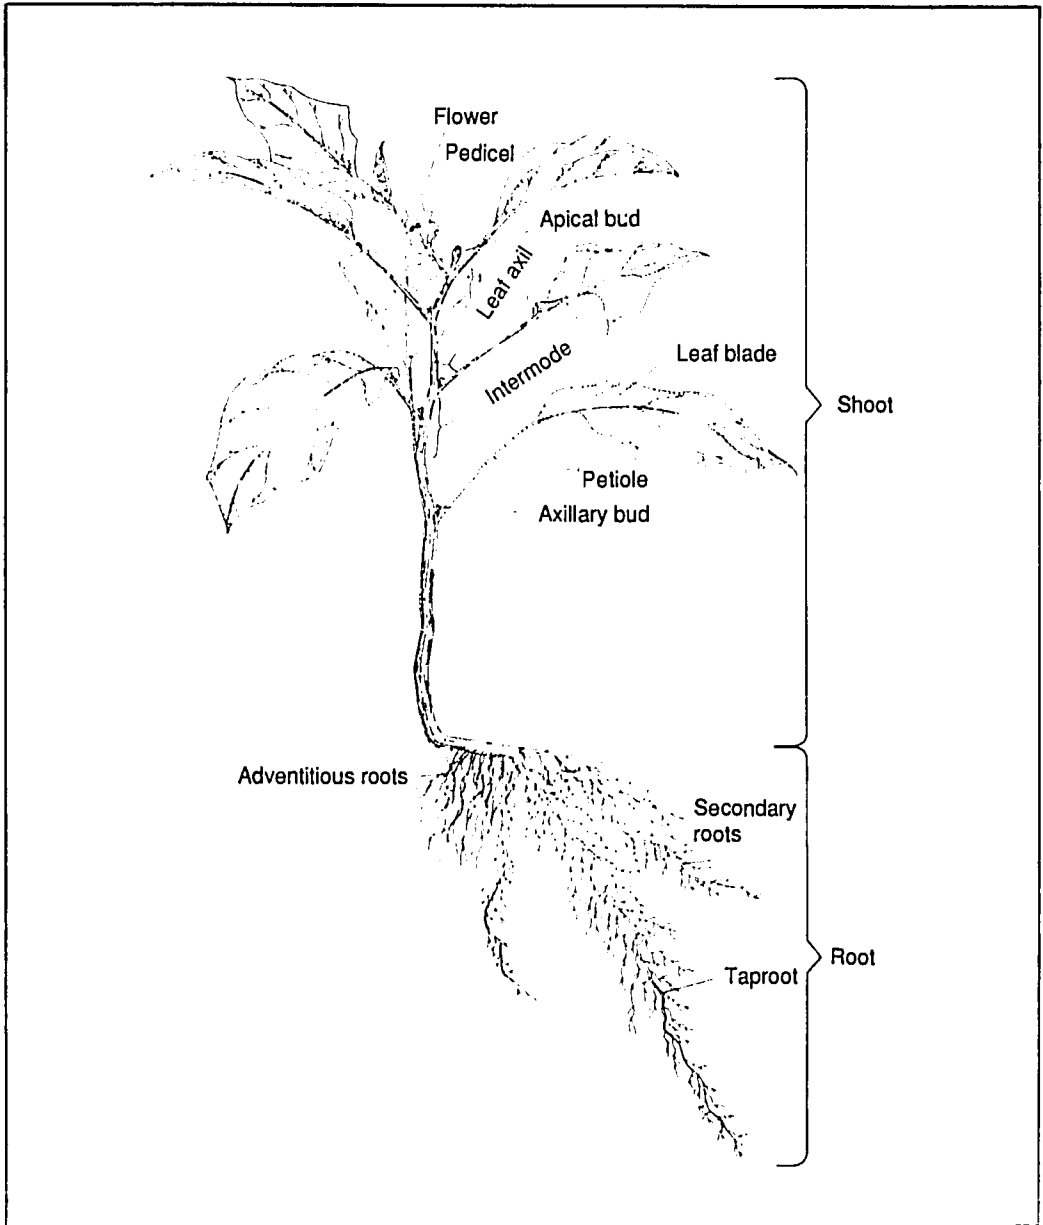 Flower
Pedicel
Apical bud
Leaf axil
Intermode
Leaf blade
Shoot
Petiole
Axillary bud
Adventitious roots
Secondary
roots
Taproot
Root